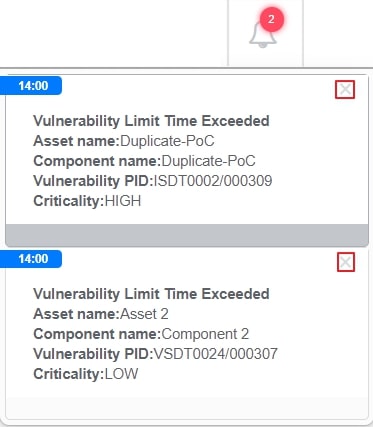 2
14:00
Vulnerability Limit Time Exceeded
Asset name:Duplicate-PoC
Component name:Duplicate-PoC
Vulnerability PID:ISDT0002/000309
Criticality:HIGH
14:00
Vulnerability Limit Time Exceeded
Asset name:Asset 2
Component name:Component 2
Vulnerability PID:VSDT0024/000307
Criticality:LOW